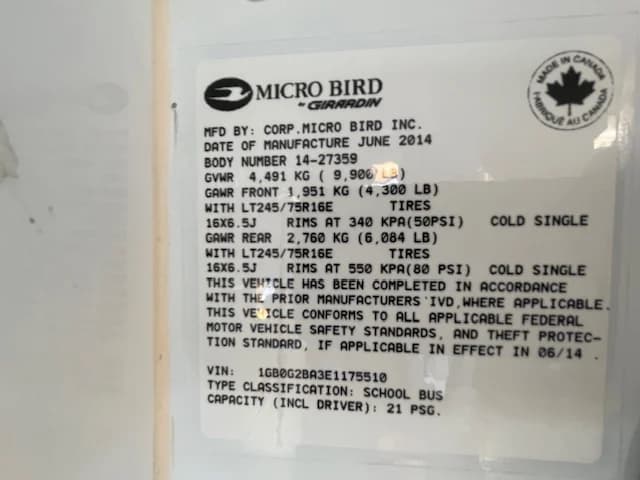 MICRO BIRD
by GIRARDIN
MADE IN CANADA
FABRIQUÉ AU CANADA
MFD BY: CORP.MICRO BIRD INC.
DATE OF MANUFACTURE JUNE 2014
BODY NUMBER 14-27359
GVWR 4,491 KG ( 9,900 LB)
GAWR FRONT 1,951 KG (4,300 LB)
WITH LT245/75R16E TIRES
16X6.5J RIMS AT 340 KPA(50PSI) COLD SINGLE
GAWR REAR 2,760 KG (6,084 LB)
WITH LT245/75R16E TIRES
16X6.5J RIMS AT 550 KPA(80 PSI) COLD SINGLE
THIS VEHICLE HAS BEEN COMPLETED IN ACCORDANCE
WITH THE PRIOR MANUFACTURERS'IVD,WHERE APPLICABLE.
THIS VEHICLE CONFORMS TO ALL APPLICABLE FEDERAL
MOTOR VEHICLE SAFETY STANDARDS, AND THEFT PROTEC-
TION STANDARD, IF APPLICABLE IN EFFECT IN 06/14 .
VIN: 1GB0G2BA3E1175510
TYPE CLASSIFICATION: SCHOOL BUS
CAPACITY (INCL DRIVER): 21 PSG.